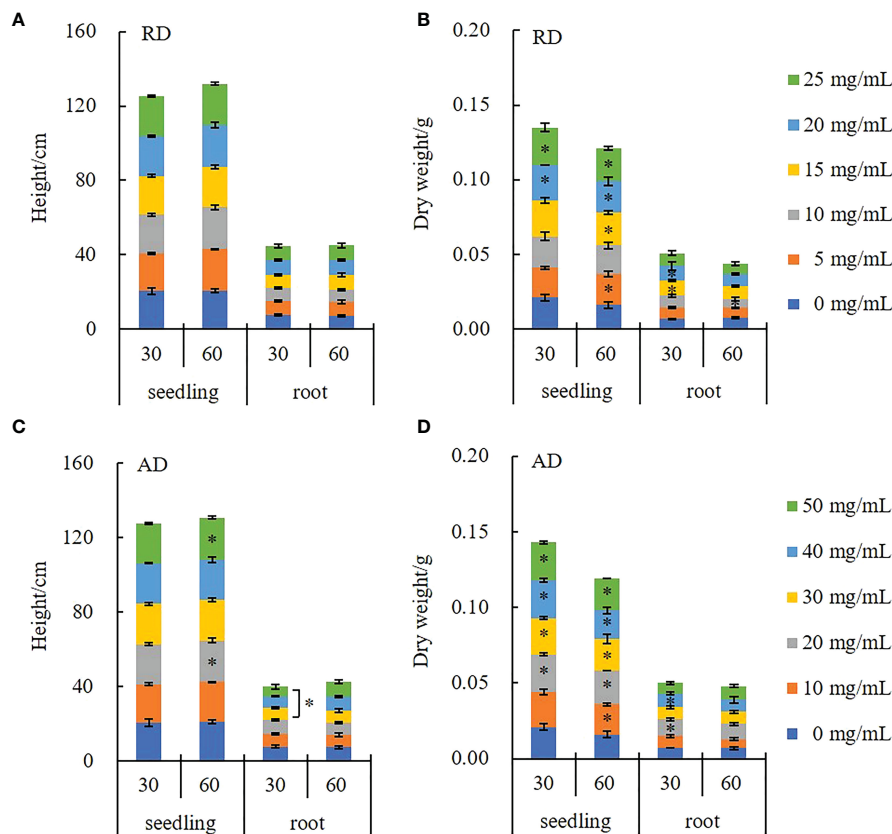 A
RD
Height/cm
160
120
80
40
0
30 60 30 60
seedling root
B
RD
Dry weight/g
0.20
0.15
0.10
0.05
0.00
* * * * * * * * *
30 60 30 60
seedling root
25 mg/mL
20 mg/mL
15 mg/mL
10 mg/mL
5 mg/mL
0 mg/mL
C
AD
Height/cm
160
120
80
40
0
* * *
30 60 30 60
seedling root
D
AD
Dry weight/g
0.20
0.15
0.10
0.05
0.00
* * * * * * * * * * *
30 60 30 60
seedling root
50 mg/mL
40 mg/mL
30 mg/mL
20 mg/mL
10 mg/mL
0 mg/mL